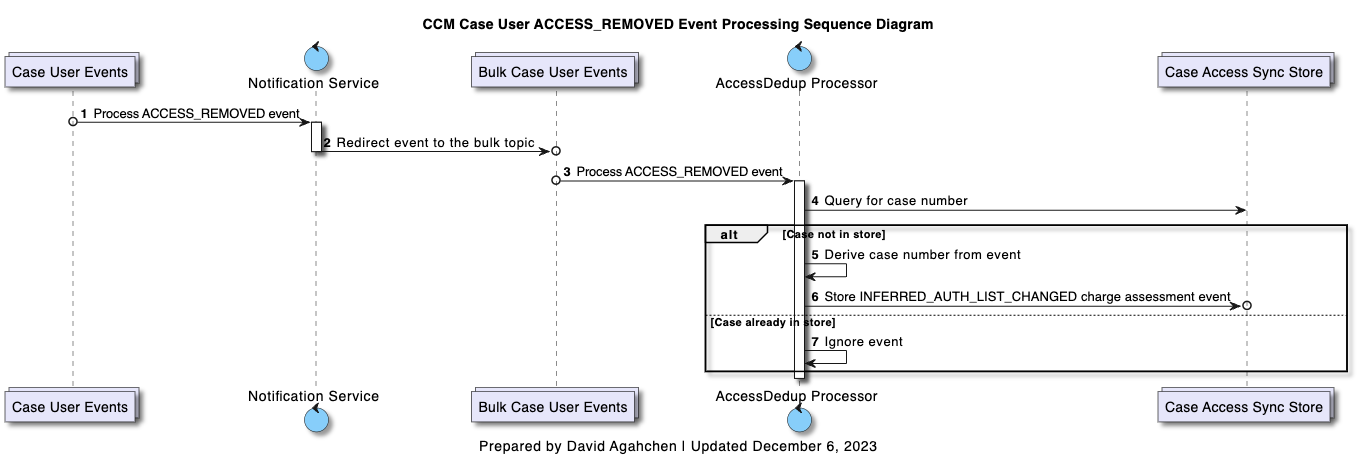 CCM Case User ACCESS_REMOVED Event Processing Sequence Diagram
Case User Events
Notification Service
Bulk Case User Events
AccessDedup Processor
Case Access Sync Store
1 Process ACCESS_REMOVED event
2 Redirect event to the bulk topic
3 Process ACCESS_REMOVED event
4 Query for case number
alt [Case not in store]
5 Derive case number from event
6 Store INFERRED_AUTH_LIST_CHANGED charge assessment event
[Case already in store]
7 Ignore event
Case User Events
Notification Service
Bulk Case User Events
AccessDedup Processor
Case Access Sync Store
Prepared by David Agahchen | Updated December 6, 2023